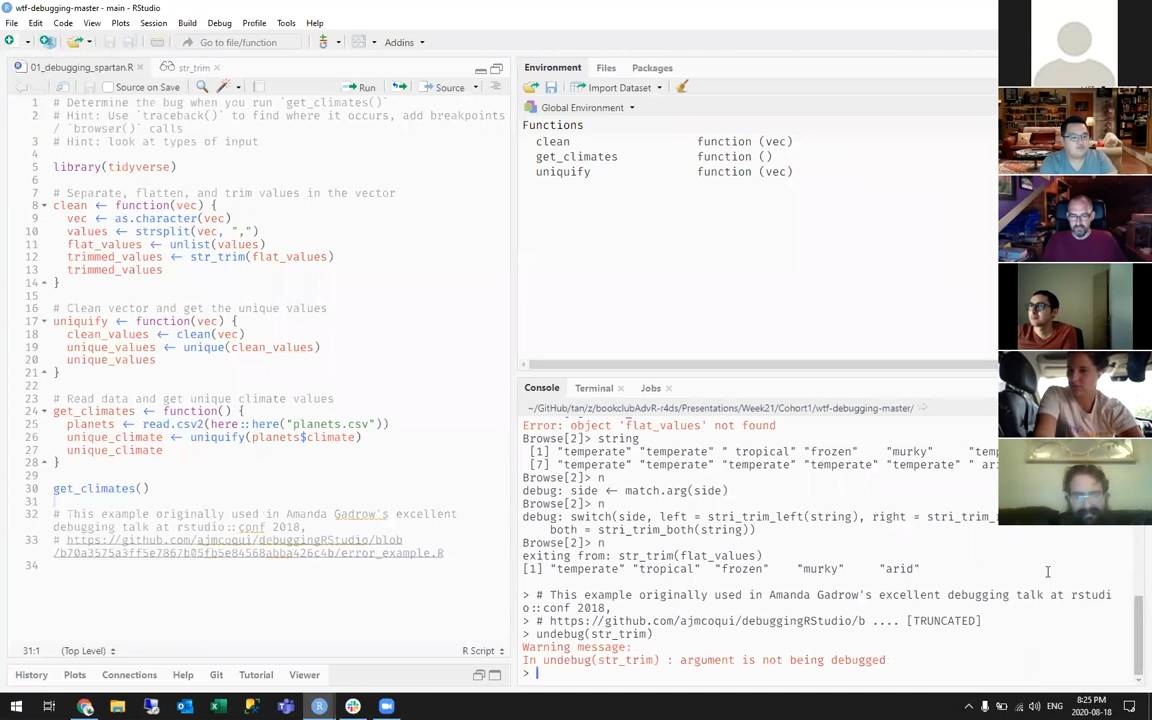 wtf-debugging-master - main - RStudio
File Edit Code View Plots Session Build Debug Profile Tools Help
Go to file/function Addins
01_debugging_spartan.R str_trim
Source on Save Run Source
1 # Determine the bug when you run `get_climates()`
2 # Hint: Use `traceback()` to find where it occurs, add breakpoints
/ `browser()` calls
3 # Hint: look at types of input
4
5 library(tidyverse)
6
7 # Separate, flatten, and trim values in the vector
8 clean ← function(vec) {
9 vec ← as.character(vec)
10 values ← strsplit(vec, ",")
11 flat_values ← unlist(values)
12 trimmed_values ← str_trim(flat_values)
13 trimmed_values
14 }
15
16 # Clean vector and get the unique values
17 uniquify ← function(vec) {
18 clean_values ← clean(vec)
19 unique_values ← unique(clean_values)
20 unique_values
21 }
22
23 # Read data and get unique climate values
24 get_climates ← function() {
25 planets ← read.csv2(here::here("planets.csv"))
26 unique_climate ← uniquify(planets$climate)
27 unique_climate
28 }
29
30 get_climates()
31
32 # This example originally used in Amanda Gadrow's excellent
debugging talk at rstudio::conf 2018,
33 # https://github.com/ajmcoqui/debuggingRStudio/blob
/b70a3575a3ff5e7867b05fb5e84568abba426c4b/error_example.R
34
31:1 (Top Level) R Script
History Plots Connections Help Git Tutorial Viewer
Environment Files Packages
Import Dataset
Global Environment
Functions
clean function (vec)
get_climates function ()
uniquify function (vec)
Console Terminal Jobs
~/GitHub/tan/z/bookclubAdvR-r4ds/Presentations/Week21/Cohort1/wtf-debugging-master/
Error: object 'flat_values' not found
Browse[2]> string
[1] "temperate" "temperate" " tropical" "frozen" "murky" "tem
[7] "temperate" "temperate" "temperate" "temperate" "temperate" " ari
Browse[2]> n
debug: side ← match.arg(side)
Browse[2]> n
debug: switch(side, left = stri_trim_left(string), right = stri_trim_
both = stri_trim_both(string))
Browse[2]> n
exiting from: str_trim(flat_values)
[1] "temperate" "tropical" "frozen" "murky" "arid"
> # This example originally used in Amanda Gadrow's excellent debugging talk at rstudi
o::conf 2018,
> # https://github.com/ajmcoqui/debuggingRStudio/b .... [TRUNCATED]
> undebug(str_trim)
Warning message:
In undebug(str_trim) : argument is not being debugged
>
ENG 8:25 PM
2020-08-18